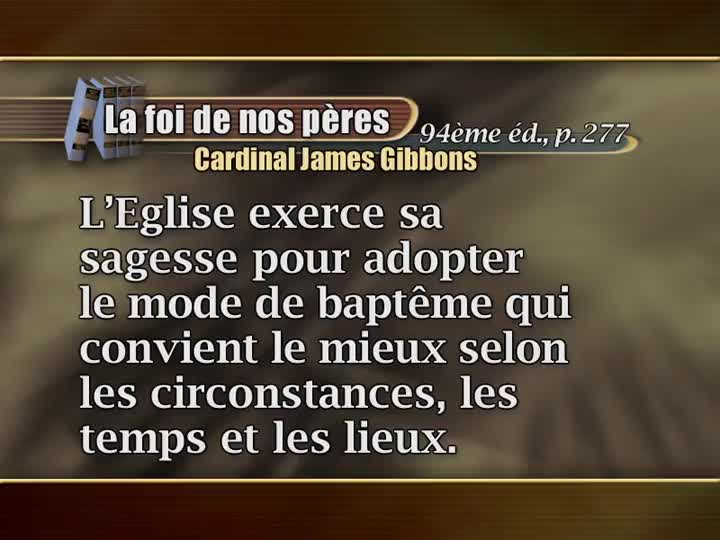 La foi de nos pères
94ème éd., p. 277
Cardinal James Gibbons
L'Eglise exerce sa
sagesse pour adopter
le mode de baptême qui
convient le mieux selon
les circonstances, les
temps et les lieux.